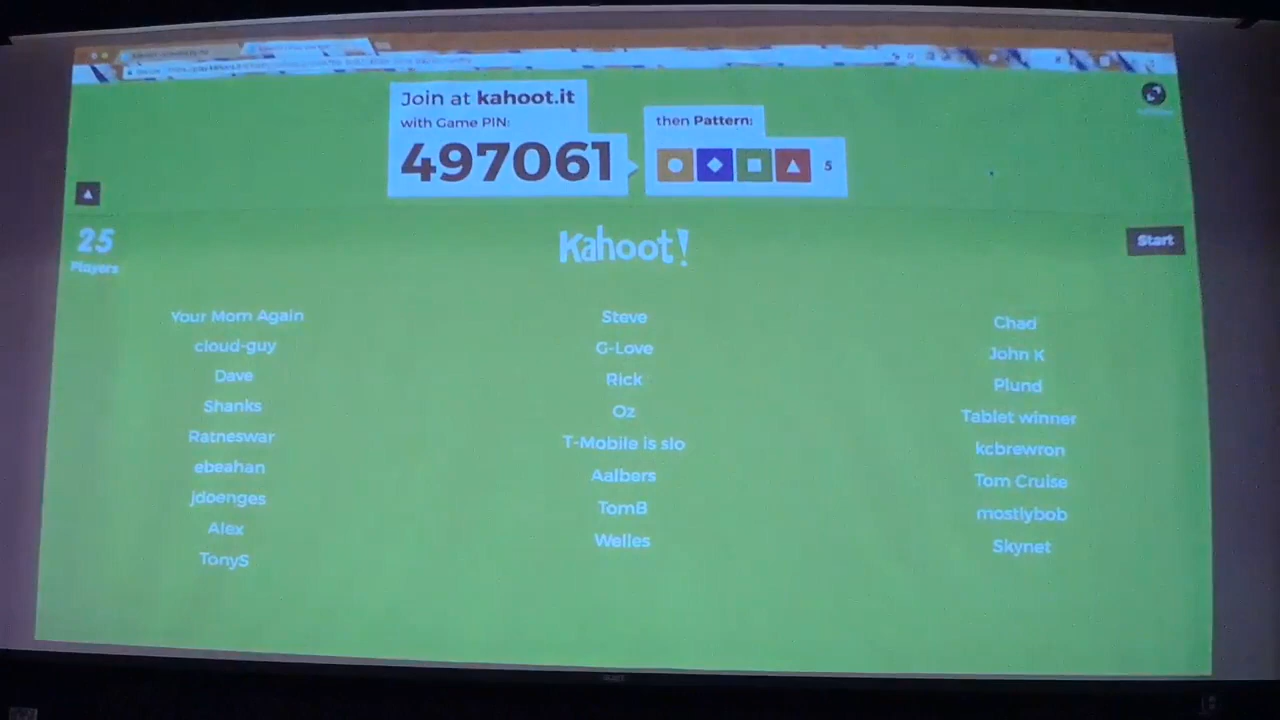 Join at kahoot.it
with Game PIN:
497061
then Pattern:
5
25
Players
Kahoot!
Start
Your Mom Again
cloud-guy
Dave
Shanks
Ratneswar
ebeahan
jdoenges
Alex
TonyS
Steve
G-Love
Rick
Oz
T-Mobile is slo
Aalbers
TomB
Welles
Chad
John K
Plund
Tablet winner
kcbrewron
Tom Cruise
mostlybob
Skynet